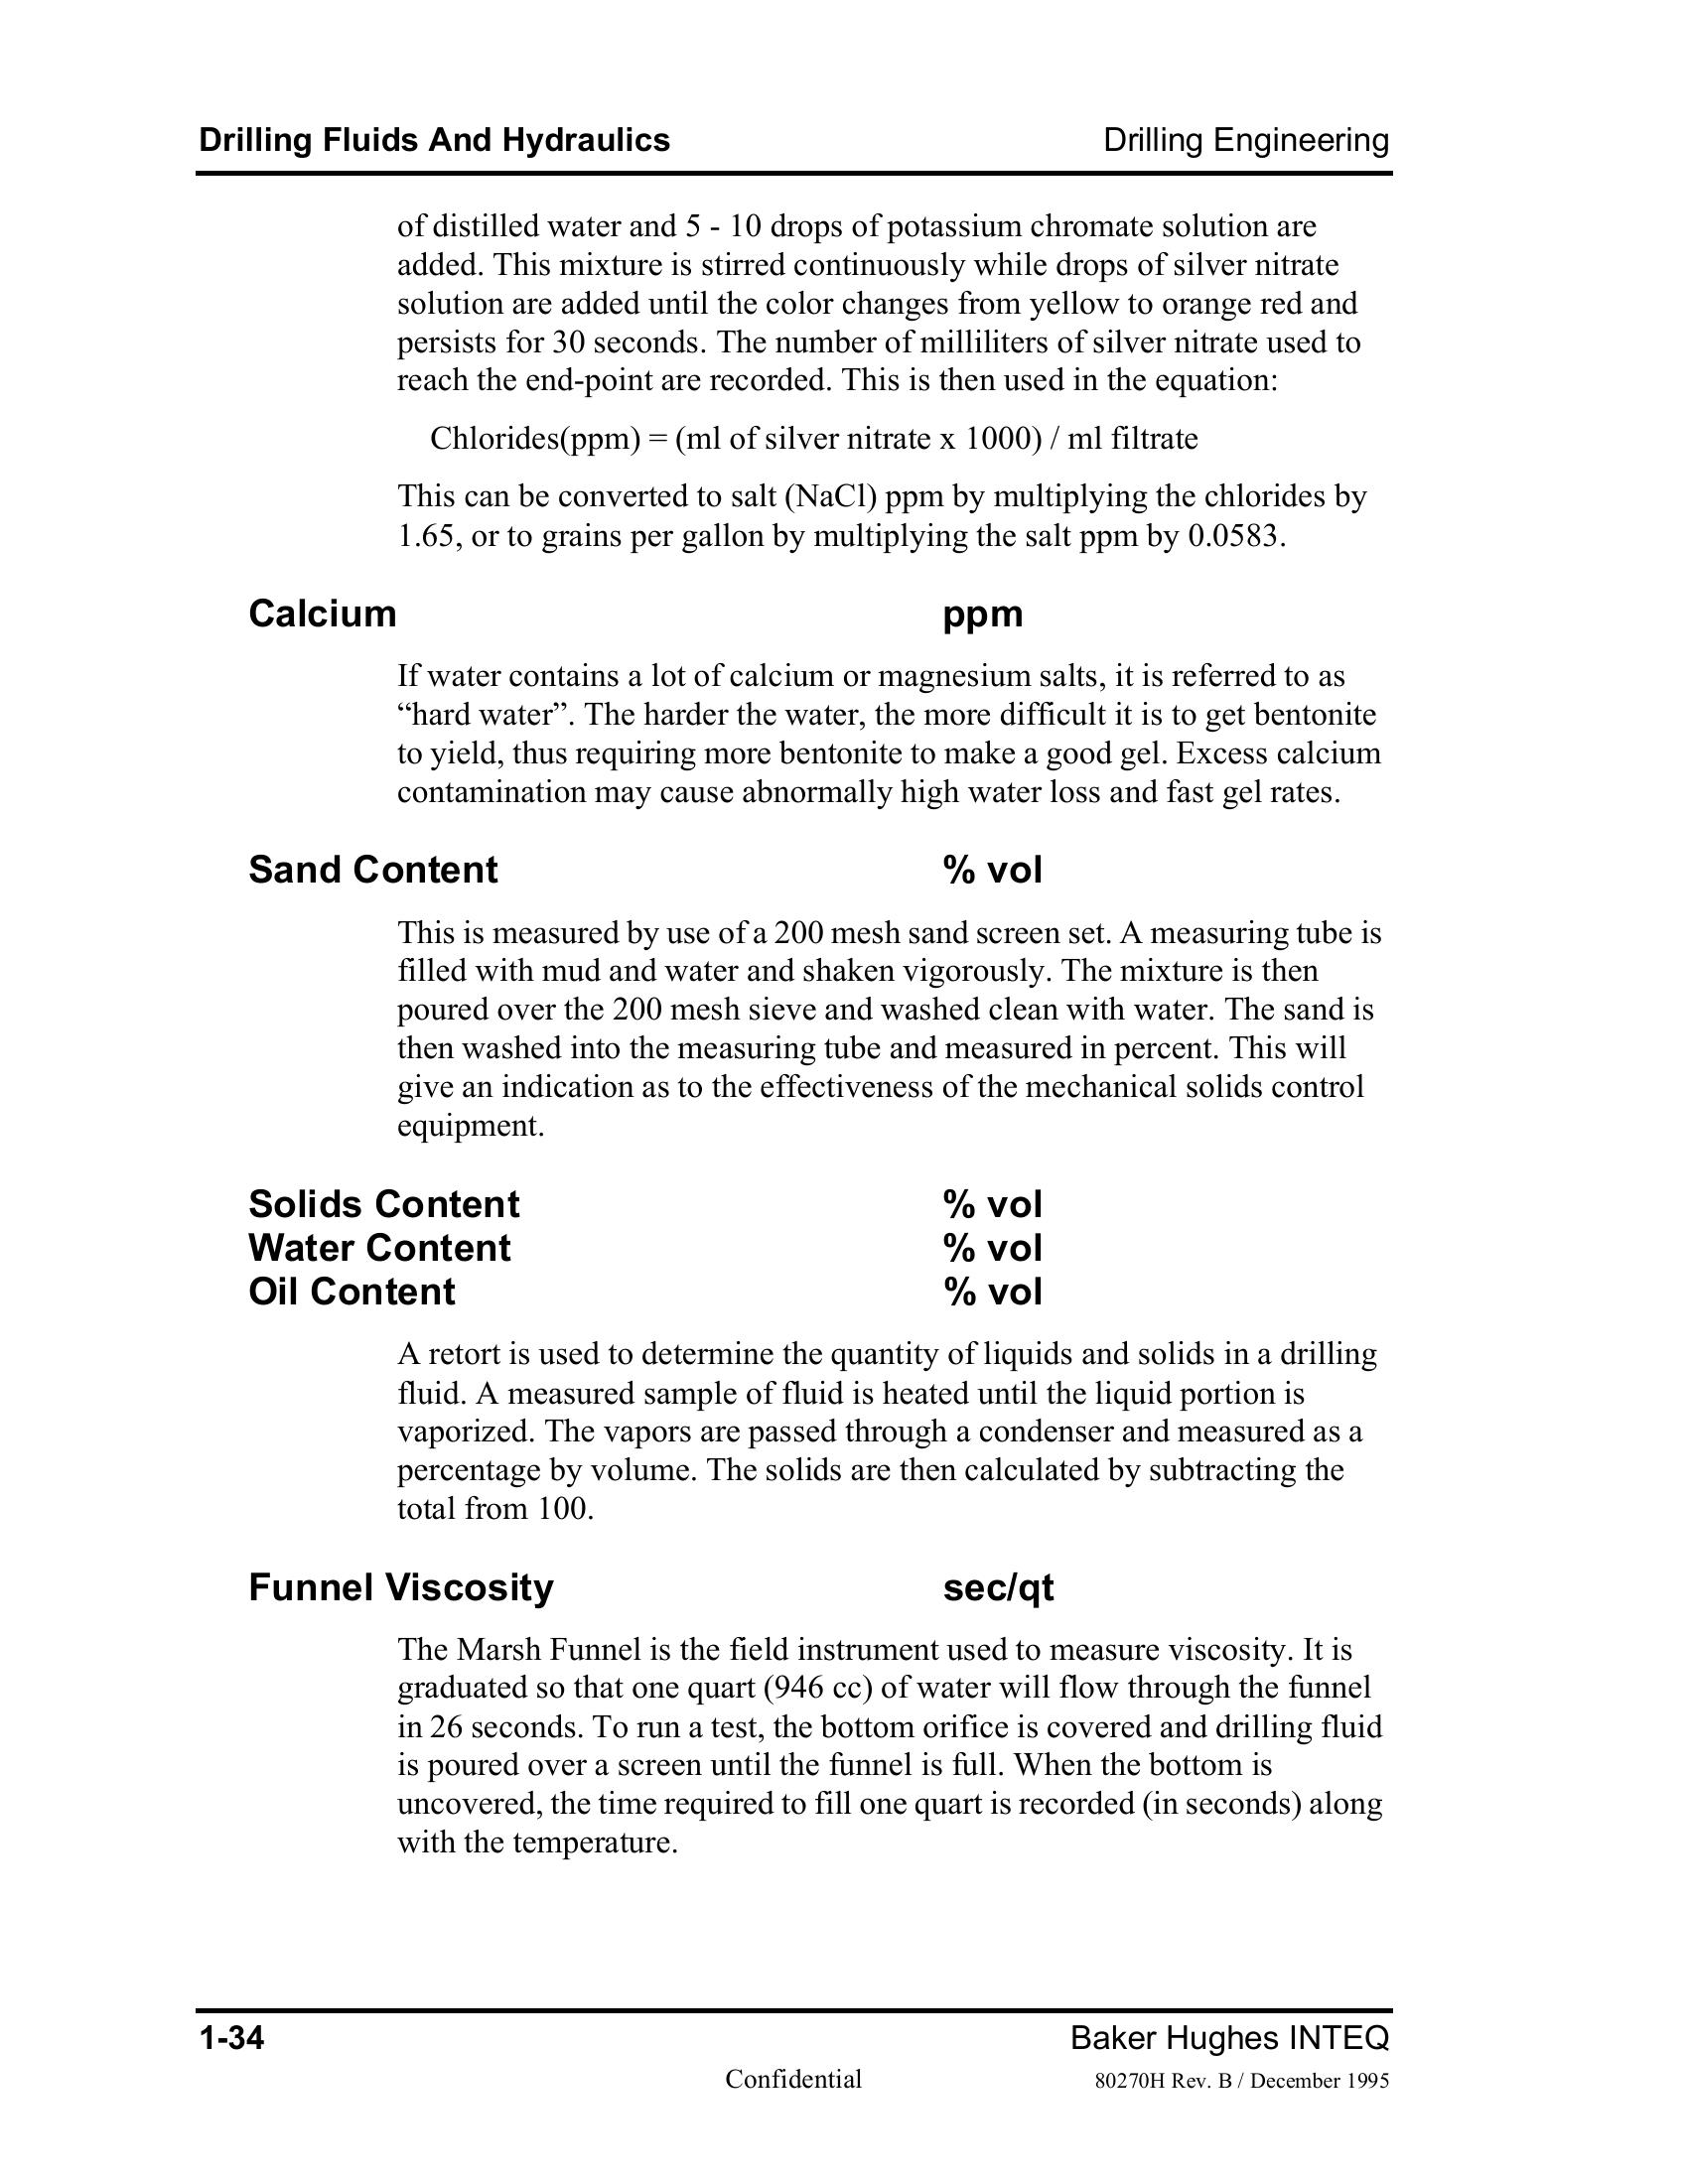 Drilling Fluids And Hydraulics Drilling Engineering
of distilled water and 5 - 10 drops of potassium chromate solution are
added. This mixture is stirred continuously while drops of silver nitrate
solution are added until the color changes from yellow to orange red and
persists for 30 seconds. The number of milliliters of silver nitrate used to
reach the end-point are recorded. This is then used in the equation:
Chlorides(ppm) = (ml of silver nitrate x 1000) / ml filtrate
This can be converted to salt (NaCl) ppm by multiplying the chlorides by
1.65, or to grains per gallon by multiplying the salt ppm by 0.0583.
Calcium ppm
If water contains a lot of calcium or magnesium salts, it is referred to as
“hard water”. The harder the water, the more difficult it is to get bentonite
to yield, thus requiring more bentonite to make a good gel. Excess calcium
contamination may cause abnormally high water loss and fast gel rates.
Sand Content % vol
This is measured by use of a 200 mesh sand screen set. A measuring tube is
filled with mud and water and shaken vigorously. The mixture is then
poured over the 200 mesh sieve and washed clean with water. The sand is
then washed into the measuring tube and measured in percent. This will
give an indication as to the effectiveness of the mechanical solids control
equipment.
Solids Content % vol
Water Content % vol
Oil Content % vol
A retort is used to determine the quantity of liquids and solids in a drilling
fluid. A measured sample of fluid is heated until the liquid portion is
vaporized. The vapors are passed through a condenser and measured as a
percentage by volume. The solids are then calculated by subtracting the
total from 100.
Funnel Viscosity sec/qt
The Marsh Funnel is the field instrument used to measure viscosity. It is
graduated so that one quart (946 cc) of water will flow through the funnel
in 26 seconds. To run a test, the bottom orifice is covered and drilling fluid
is poured over a screen until the funnel is full. When the bottom is
uncovered, the time required to fill one quart is recorded (in seconds) along
with the temperature.
1-34 Baker Hughes INTEQ
Confidential 80270H Rev. B / December 1995